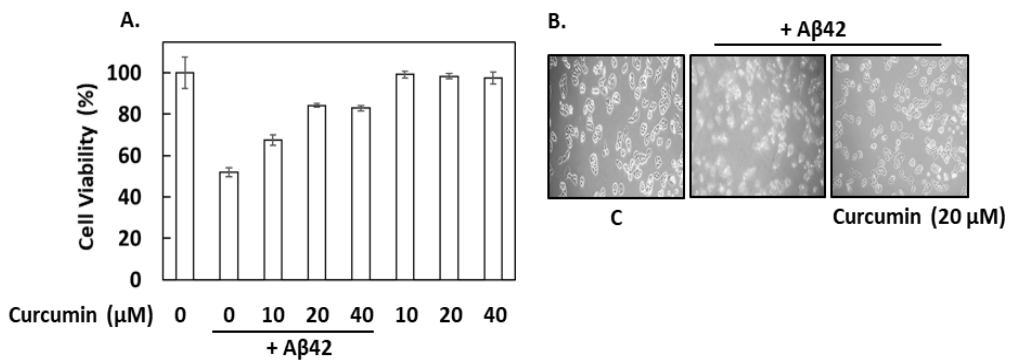 A.
Cell Viability (%)
100
80
60
40
20
0
Curcumin (µM) 0 0 10 20 40 10 20 40
+ Aβ42
B.
+ Aβ42
C
Curcumin (20 µM)